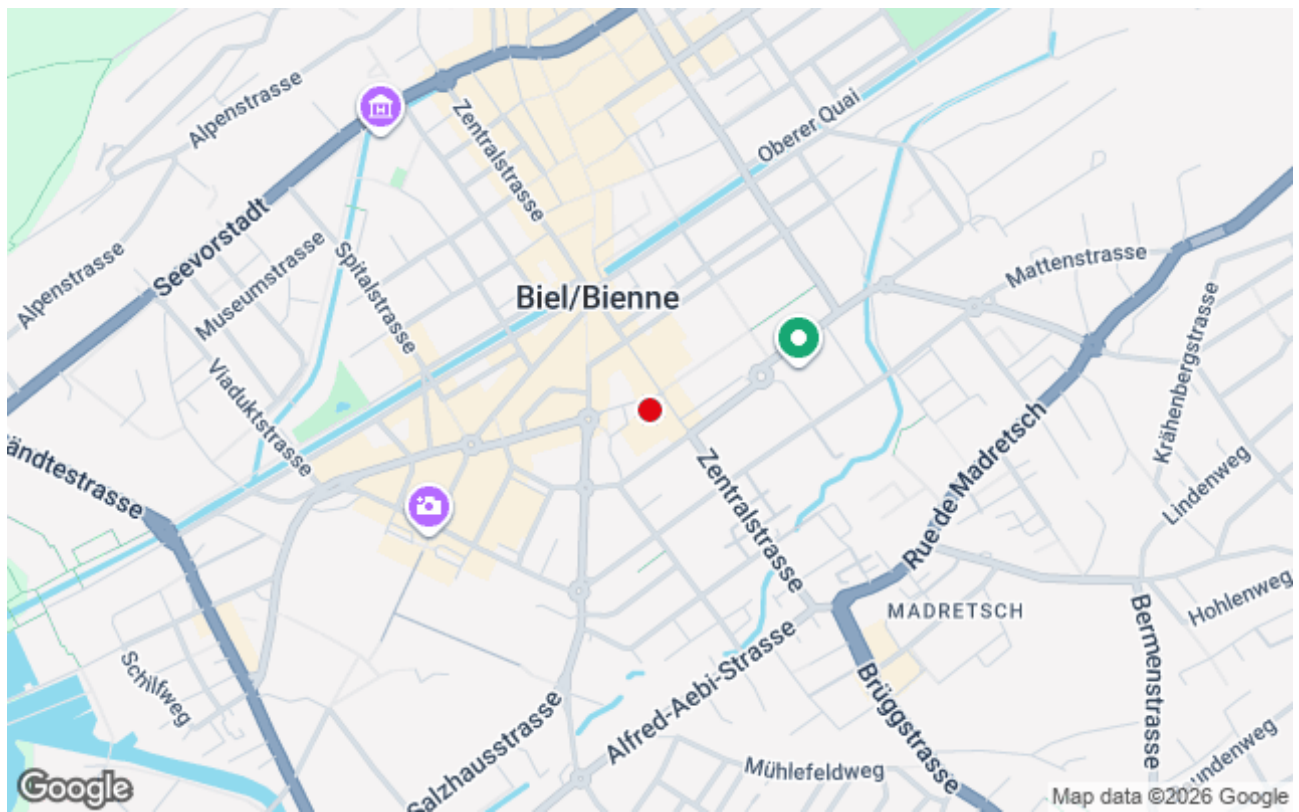 Alpenstrasse
Zentralstrasse
Oberer Quai
Seevorstadt
Museumstrasse
Spitalstrasse
Alpenstrasse
Mattenstrasse
Biel/Bienne
Viaduktstrasse
Krähenbergstrasse
Rue de Madretsch
Lindenweg
ändtestrasse
Zentralstrasse
MADRETSCH
Hohlenweg
Bermenstrasse
Schilfweg
Alfred-Aebi-Strasse
Brüggstrasse
Salzhausstrasse
Mühlefeldweg
undenweg
Google
Map data ©2026 Google